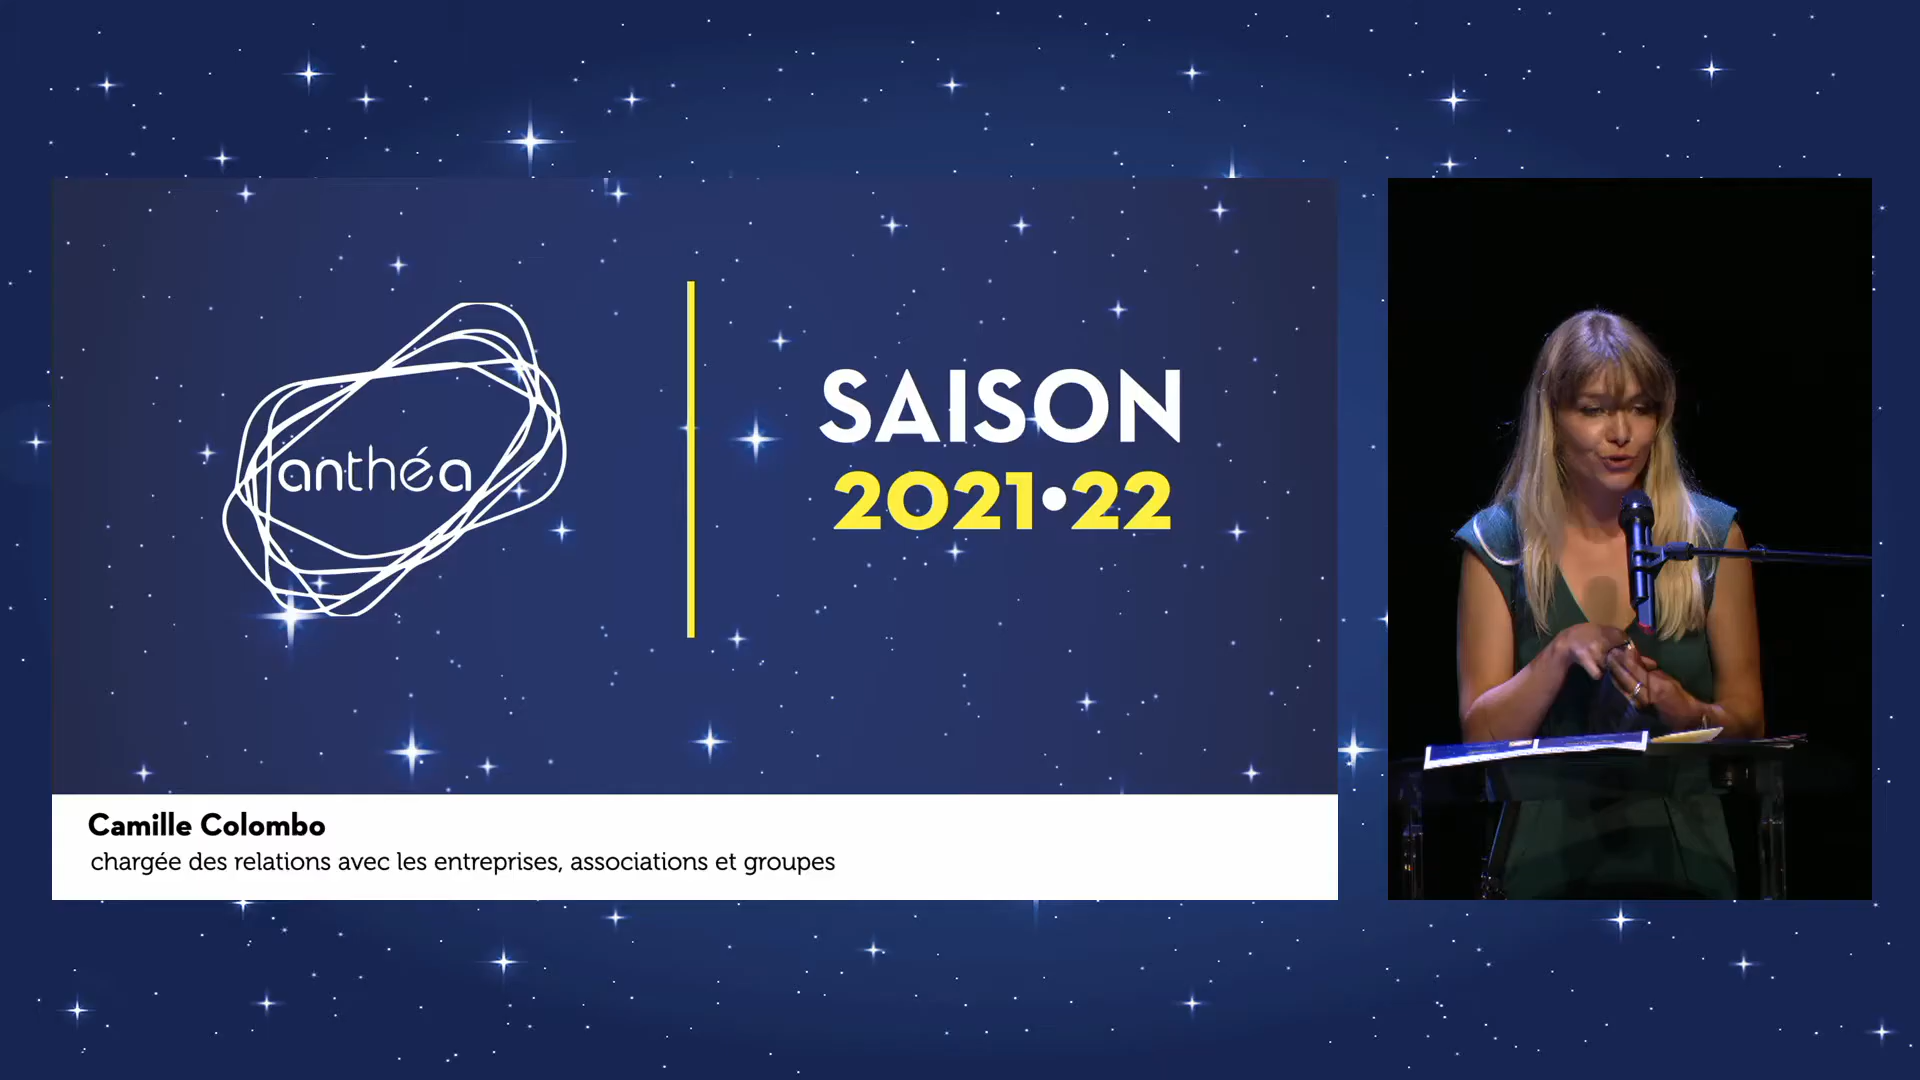 anthéa
SAISON
2021•22
Camille Colombo
chargée des relations avec les entreprises, associations et groupes